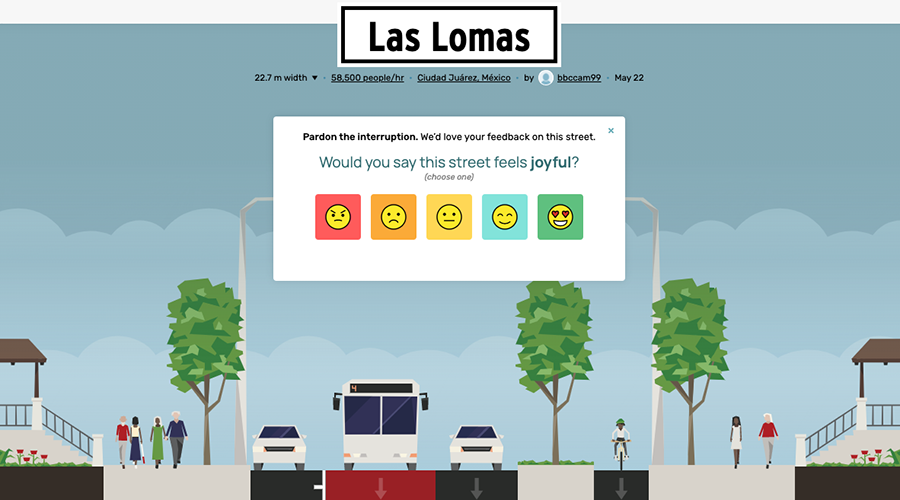 Las Lomas
22.7 m width ▼ · 58,500 people/hr · Ciudad Juárez, México · by bbccam99 · May 22
×
Pardon the interruption. We'd love your feedback on this street.
Would you say this street feels joyful?
(choose one)
4